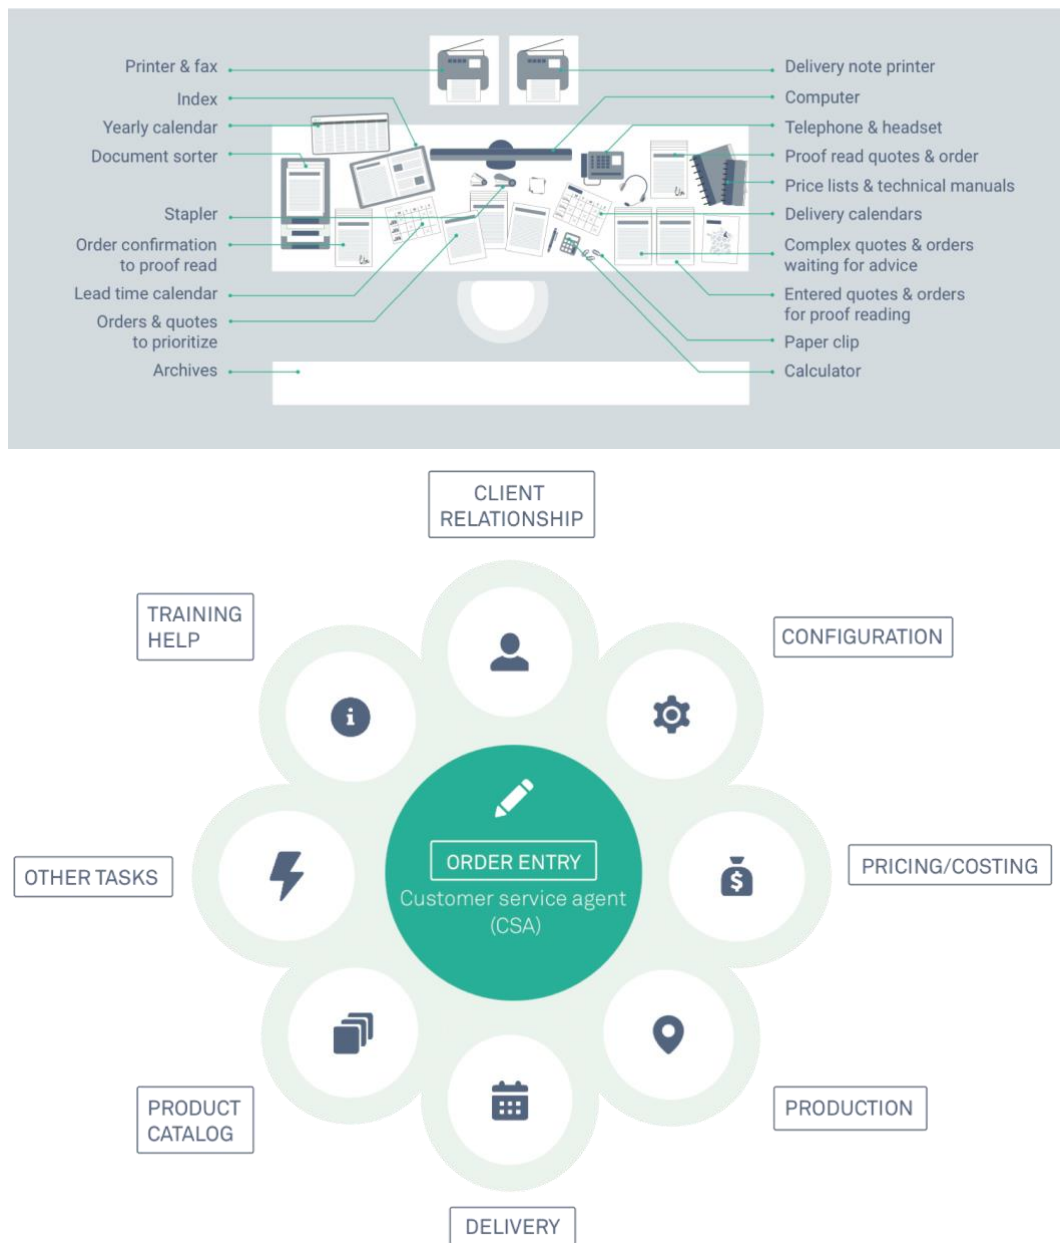 Printer & fax
Index
Yearly calendar
Document sorter
Stapler
Order confirmation
to proof read
Lead time calendar
Orders & quotes
to prioritize
Archives
Delivery note printer
Computer
Telephone & headset
Proof read quotes & order
Price lists & technical manuals
Delivery calendars
Complex quotes & orders
waiting for advice
Entered quotes & orders
for proof reading
Paper clip
Calculator
CLIENT
RELATIONSHIP
TRAINING
HELP
CONFIGURATION
OTHER TASKS
ORDER ENTRY
Customer service agent
(CSA)
PRICING/COSTING
PRODUCT
CATALOG
PRODUCTION
DELIVERY